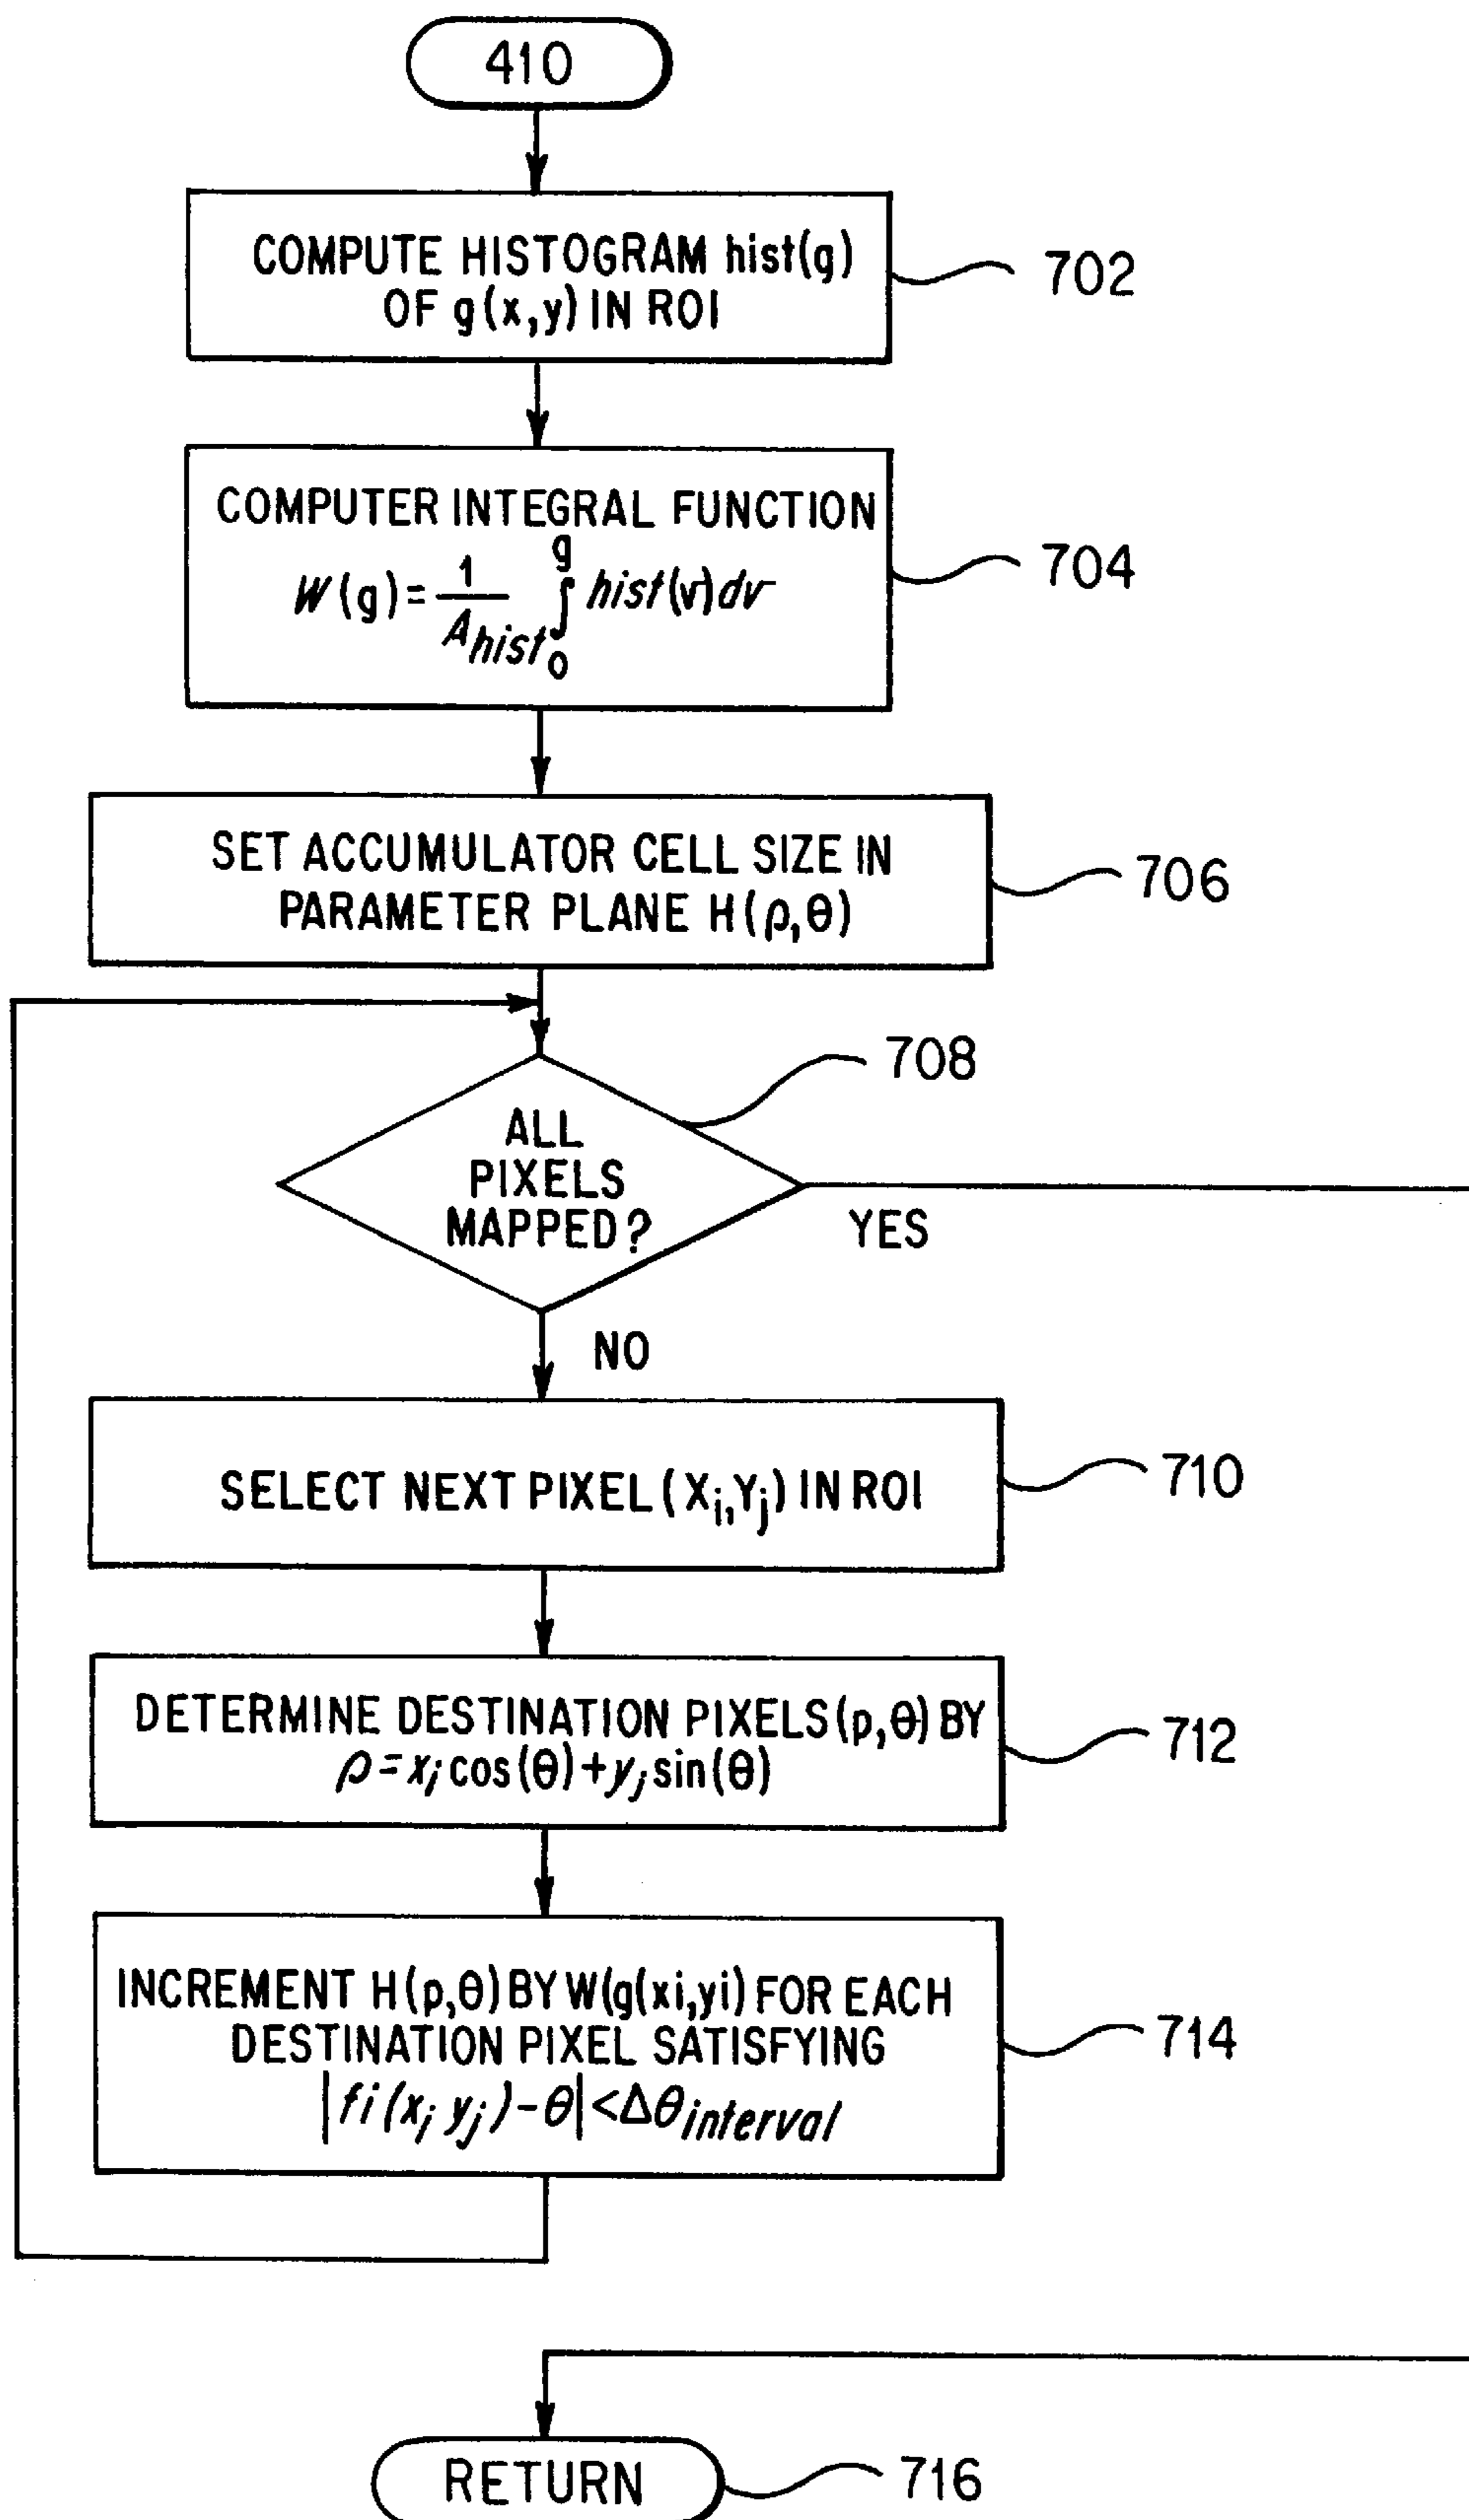 410
COMPUTE HISTOGRAM hist(g)
OF g(x,y) IN ROI
702
COMPUTER INTEGRAL FUNCTION
W(g)=1/A_hist ∫_0^g hist(v)dv
704
SET ACCUMULATOR CELL SIZE IN
PARAMETER PLANE H(ρ,θ)
706
708
ALL
PIXELS
MAPPED?
YES
NO
SELECT NEXT PIXEL(X_i,Y_j) IN ROI
710
DETERMINE DESTINATION PIXELS(p,θ) BY
ρ=x_i cos(θ)+y_j sin(θ)
712
INCREMENT H(p,θ) BY W(g(xi,yi) FOR EACH
DESTINATION PIXEL SATISFYING
|fi(x_i y_j)-θ|<Δθ_interval
714
RETURN
716